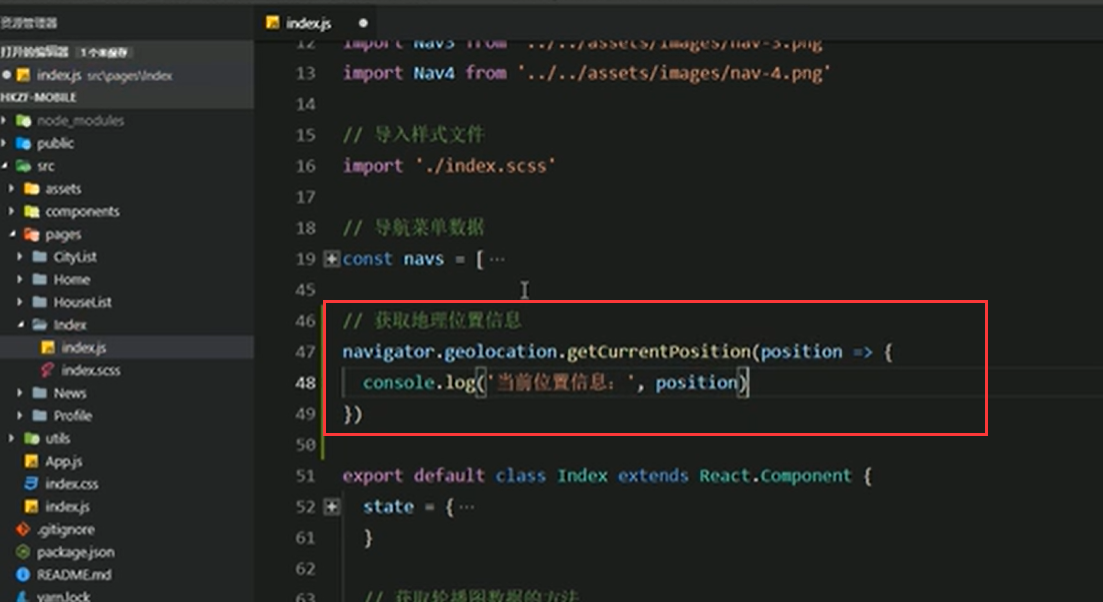 资源管理器
打开的编辑器 1 个未保存
index.js src\pages\Index
HKZF-MOBILE
node_modules
public
src
assets
components
pages
CityList
Home
HouseList
Index
index.js
index.scss
News
Profile
utils
App.js
index.css
index.js
.gitignore
package.json
README.md
yarn.lock
index.js
12 import Nav3 from '../../assets/images/nav-3.png'
13 import Nav4 from '../../assets/images/nav-4.png'
14
15 // 导入样式文件
16 import './index.scss'
17
18 // 导航菜单数据
19 const navs = [ ⋯
45
46 // 获取地理位置信息
47 navigator.geolocation.getCurrentPosition(position => {
48 console.log('当前位置信息：', position)
49 })
50
51 export default class Index extends React.Component {
52 state = { ⋯
61 }
62
63 // 获取轮播图数据的方法